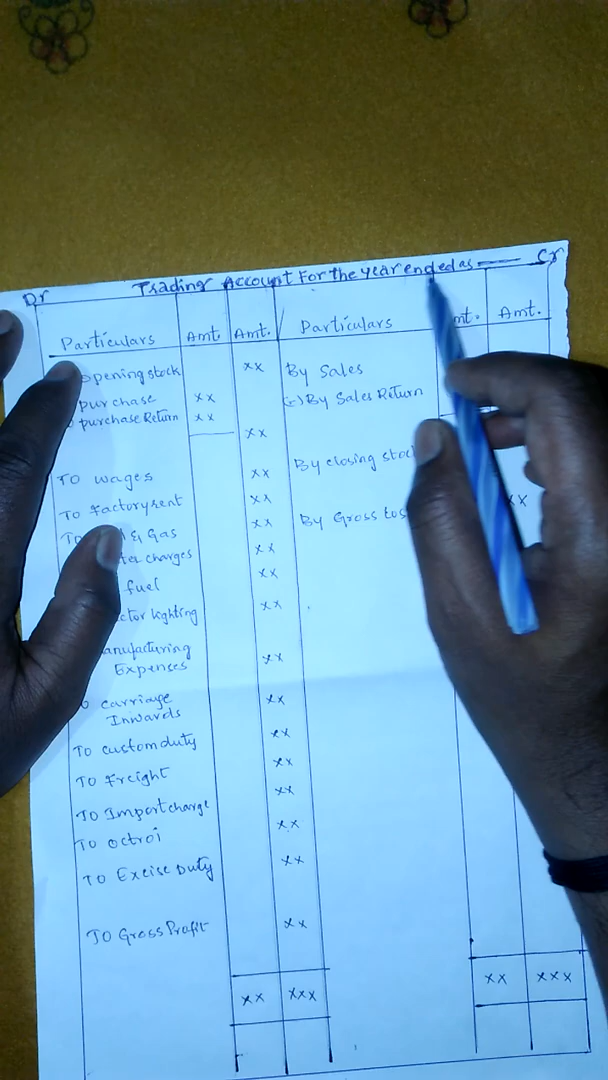 Dr Trading Account For the year ended as Cr
Particulars Amt. Amt. Particulars Amt.
opening stock xx By Sales
purchase xx (-) By Sales Return
purchase Return xx
xx
By closing
To wages xx
To Factory rent xx
& Gas xx By Gross xx
charges xx
fuel xx
lighting xx
Expenses xx
carriage xx
Inwards
To custom duty xx
To Freight xx
To Import charge xx
To octroi xx
To Excise Duty xx
To Gross Profit xx
xx xxx xx xxx